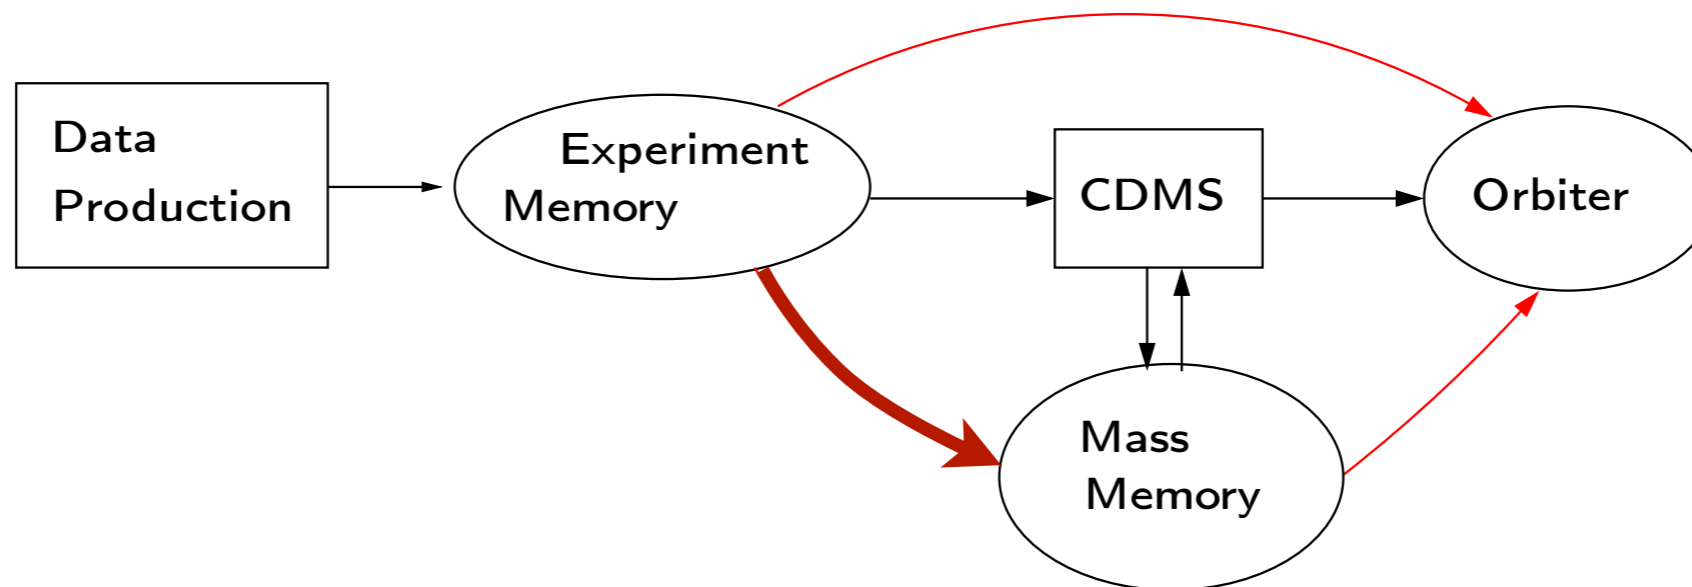 Data
Production
Experiment
Memory
CDMS
Orbiter
Mass
Memory